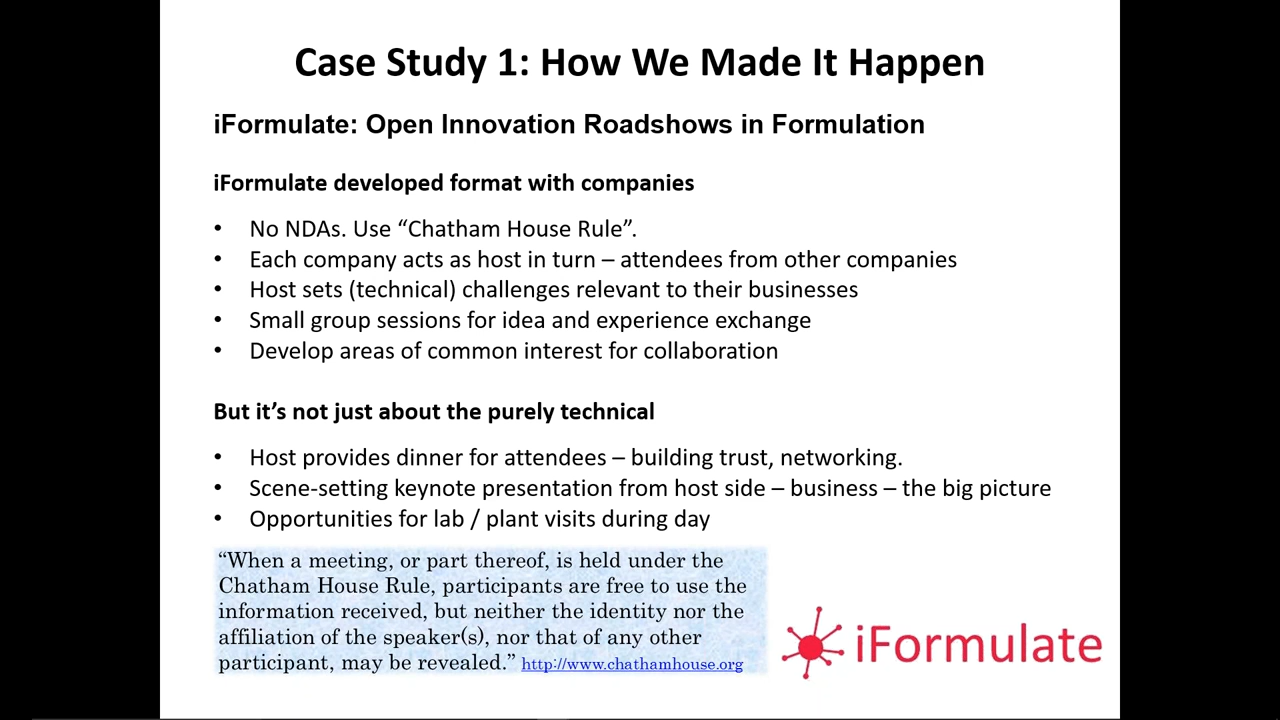 Case Study 1: How We Made It Happen
iFormulate: Open Innovation Roadshows in Formulation
iFormulate developed format with companies
• No NDAs. Use “Chatham House Rule”.
• Each company acts as host in turn – attendees from other companies
• Host sets (technical) challenges relevant to their businesses
• Small group sessions for idea and experience exchange
• Develop areas of common interest for collaboration
But it’s not just about the purely technical
• Host provides dinner for attendees – building trust, networking.
• Scene-setting keynote presentation from host side – business – the big picture
• Opportunities for lab / plant visits during day
“When a meeting, or part thereof, is held under the
Chatham House Rule, participants are free to use the
information received, but neither the identity nor the
affiliation of the speaker(s), nor that of any other
participant, may be revealed.” http://www.chathamhouse.org
iFormulate